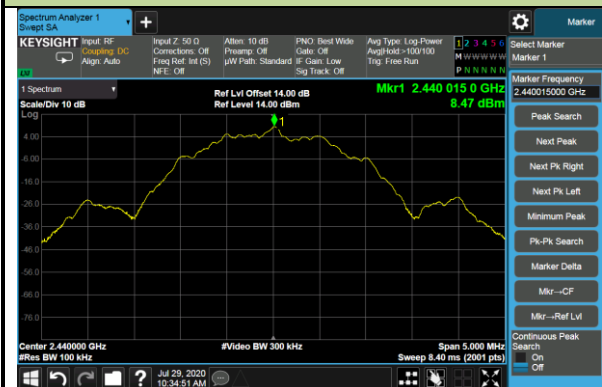 Spectrum Analyzer 1
Swept SA
+
Marker
KEYSIGHT
Input: RF
Coupling: DC
Align: Auto
Input Z: 50 Ω
Corrections: Off
Freq Ref: Int (S)
NFE: Off
Atten: 10 dB
Preamp: Off
µW Path: Standard
PNO: Best Wide
Gate: Off
IF Gain: Low
Sig Track: Off
Avg Type: Log-Power
Avg|Hold:>100/100
Trig: Free Run
1 2 3 4 5 6
M W W W W W
P N N N N N
Select Marker
Marker 1
LXI
1 Spectrum
Scale/Div 10 dB
Ref Lvl Offset 14.00 dB
Ref Level 14.00 dBm
Mkr1 2.440 015 0 GHz
8.47 dBm
Marker Frequency
2.440015000 GHz
Log
1
4.00
-6.00
-16.0
-26.0
-36.0
-46.0
-56.0
-66.0
-76.0
Peak Search
Next Peak
Next Pk Right
Next Pk Left
Minimum Peak
Pk-Pk Search
Marker Delta
Mkr→CF
Mkr→Ref Lvl
Continuous Peak
Search
On
Off
Center 2.440000 GHz
#Res BW 100 kHz
#Video BW 300 kHz
Span 5.000 MHz
Sweep 8.40 ms (2001 pts)
?
Jul 29, 2020
10:34:51 AM